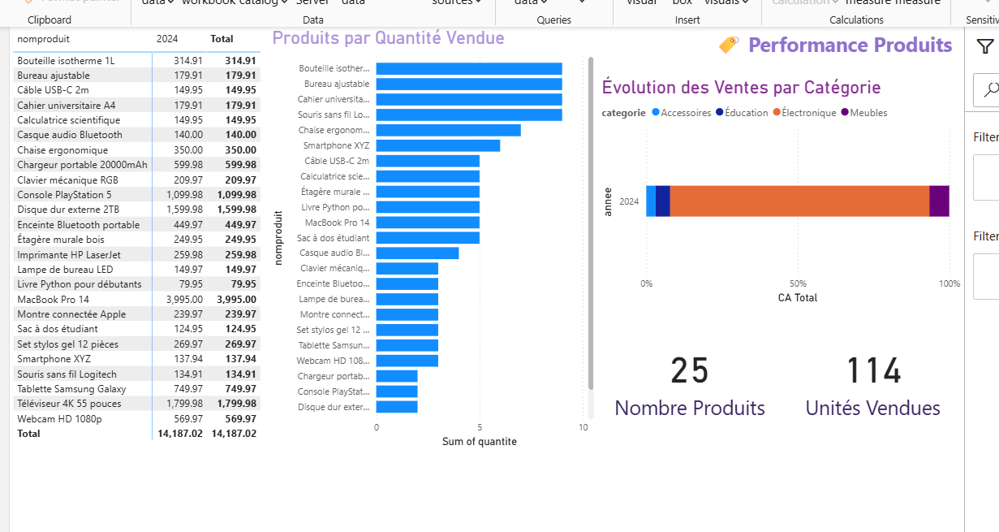 data workbook catalog Server data sources data visual box visuals calculation measure measure
Clipboard Data Queries Insert Calculations Sensitiv
nomproduit 2024 Total
Bouteille isotherme 1L 314.91 314.91
Bureau ajustable 179.91 179.91
Câble USB-C 2m 149.95 149.95
Cahier universitaire A4 179.91 179.91
Calculatrice scientifique 149.95 149.95
Casque audio Bluetooth 140.00 140.00
Chaise ergonomique 350.00 350.00
Chargeur portable 20000mAh 599.98 599.98
Clavier mécanique RGB 209.97 209.97
Console PlayStation 5 1,099.98 1,099.98
Disque dur externe 2TB 1,599.98 1,599.98
Enceinte Bluetooth portable 449.97 449.97
Étagère murale bois 249.95 249.95
Imprimante HP LaserJet 259.98 259.98
Lampe de bureau LED 149.97 149.97
Livre Python pour débutants 79.95 79.95
MacBook Pro 14 3,995.00 3,995.00
Montre connectée Apple 239.97 239.97
Sac à dos étudiant 124.95 124.95
Set stylos gel 12 pièces 269.97 269.97
Smartphone XYZ 137.94 137.94
Souris sans fil Logitech 134.91 134.91
Tablette Samsung Galaxy 749.97 749.97
Téléviseur 4K 55 pouces 1,799.98 1,799.98
Webcam HD 1080p 569.97 569.97
Total 14,187.02 14,187.02
Produits par Quantité Vendue
nomproduit
Bouteille isother...
Bureau ajustable
Cahier universita...
Souris sans fil Lo...
Chaise ergonom...
Smartphone XYZ
Câble USB-C 2m
Calculatrice scie...
Étagère murale ...
Livre Python po...
MacBook Pro 14
Sac à dos étudiant
Casque audio Bl...
Clavier mécaniq...
Enceinte Bluetoo...
Lampe de burea...
Montre connect...
Set stylos gel 12 ...
Tablette Samsun...
Webcam HD 108...
Chargeur portab...
Console PlayStat...
Disque dur exter...
0 5 10
Sum of quantite
Performance Produits
Évolution des Ventes par Catégorie
categorie Accessoires Éducation Électronique Meubles
annee
2024
0% 50% 100%
CA Total
25
Nombre Produits
114
Unités Vendues
Filter
Filter